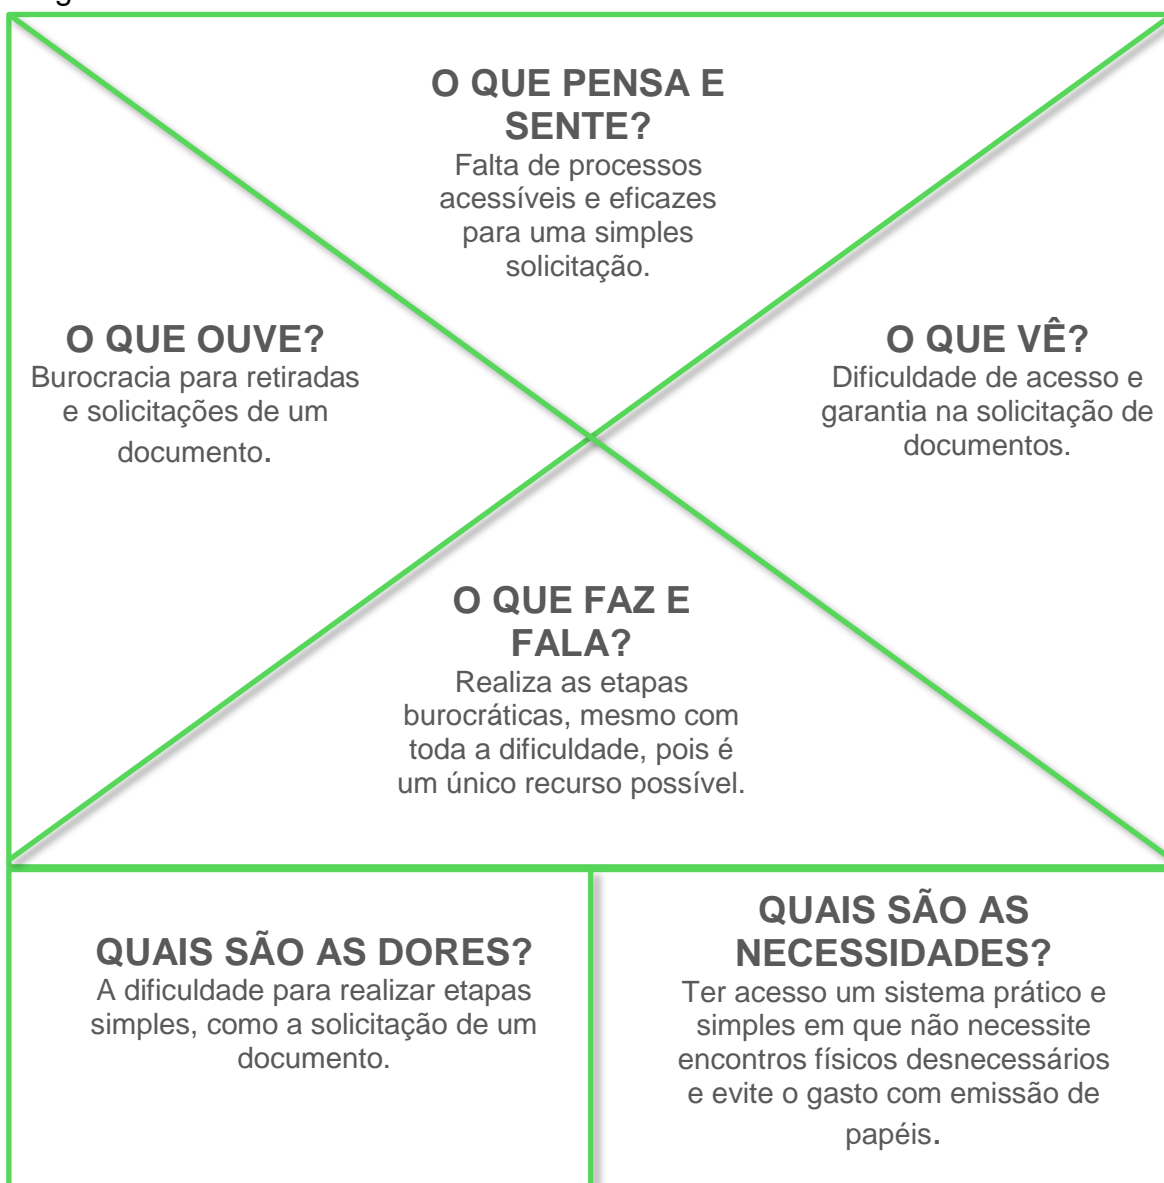 O QUE PENSA E
SENTE?
Falta de processos
acessíveis e eficazes
para uma simples
solicitação.
O QUE OUVE?
Burocracia para retiradas
e solicitações de um
documento.
O QUE VÊ?
Dificuldade de acesso e
garantia na solicitação de
documentos.
O QUE FAZ E
FALA?
Realiza as etapas
burocráticas, mesmo com
toda a dificuldade, pois é
um único recurso possível.
QUAIS SÃO AS DORES?
A dificuldade para realizar etapas
simples, como a solicitação de um
documento.
QUAIS SÃO AS
NECESSIDADES?
Ter acesso um sistema prático e
simples em que não necessite
encontros físicos desnecessários
e evite o gasto com emissão de
papéis.